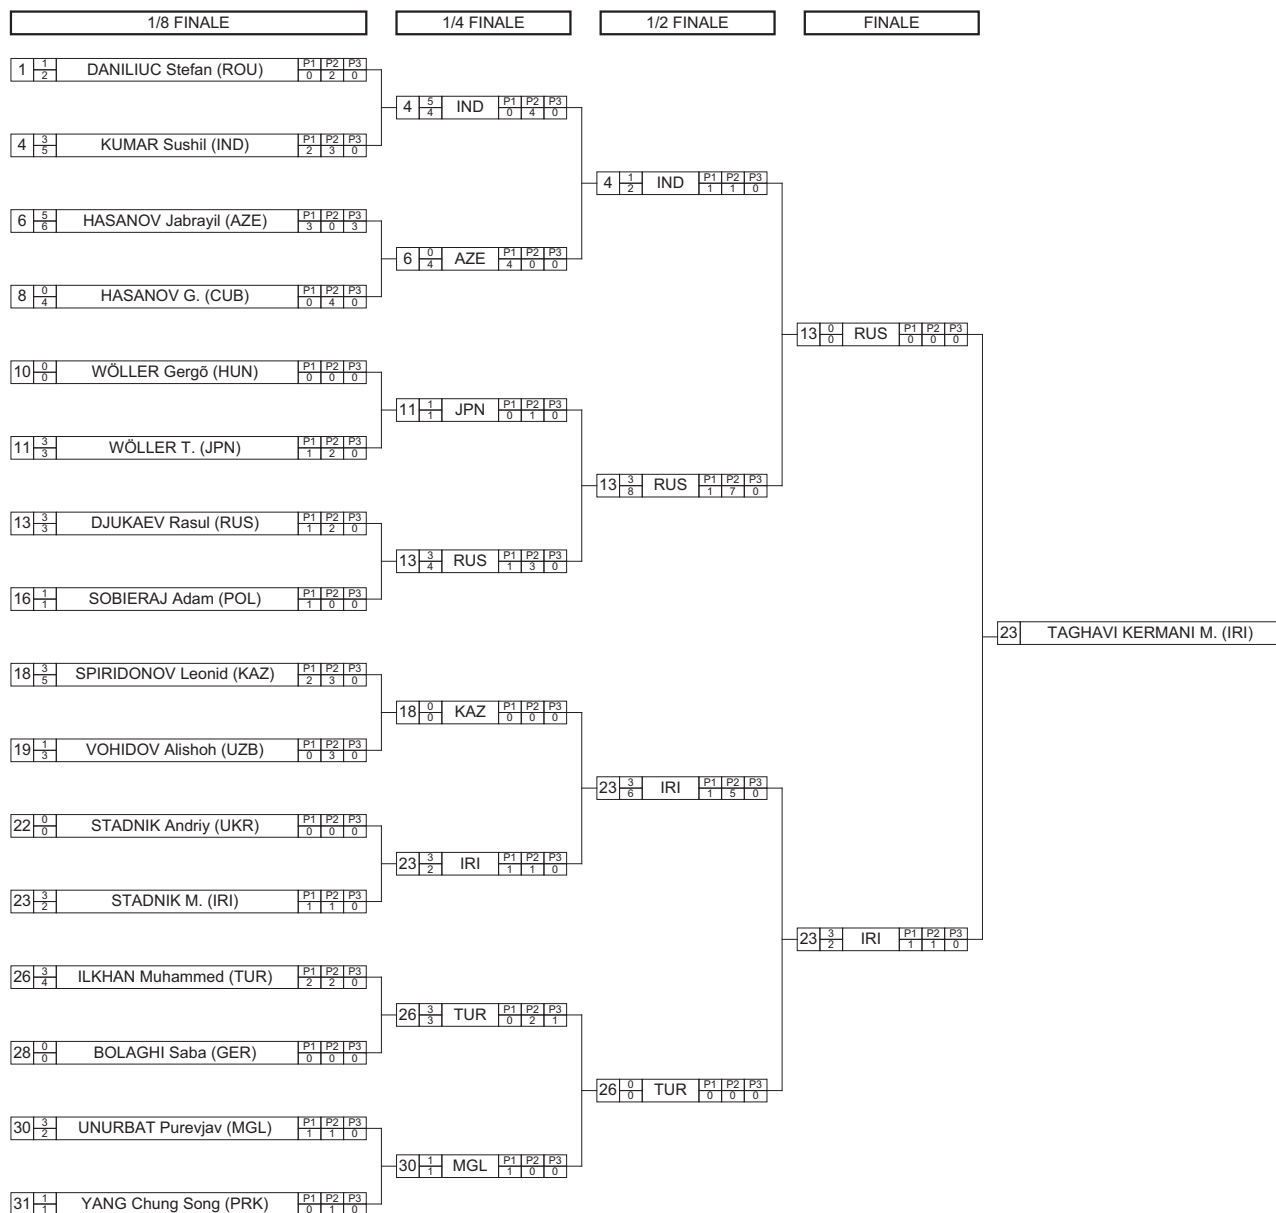 1/8 FINALE 1/4 FINALE 1/2 FINALE FINALE
1 1 2 DANILIUC Stefan (ROU) P1 P2 P3 0 2 0
4 5 4 IND P1 P2 P3 0 4 0
4 3 5 KUMAR Sushil (IND) P1 P2 P3 2 3 0
4 1 2 IND P1 P2 P3 1 1 0
6 5 6 HASANOV Jabrayil (AZE) P1 P2 P3 3 0 3
6 0 4 AZE P1 P2 P3 4 0 0
8 0 4 HASANOV G. (CUB) P1 P2 P3 0 4 0
13 0 0 RUS P1 P2 P3 0 0 0
10 0 0 WÖLLER Gergõ (HUN) P1 P2 P3 0 0 0
11 1 1 JPN P1 P2 P3 0 1 0
11 3 3 WÖLLER T. (JPN) P1 P2 P3 1 2 0
13 3 8 RUS P1 P2 P3 1 7 0
13 3 3 DJUKAEV Rasul (RUS) P1 P2 P3 1 2 0
13 3 4 RUS P1 P2 P3 1 3 0
16 1 1 SOBIERAJ Adam (POL) P1 P2 P3 1 0 0
23 TAGHAVI KERMANI M. (IRI)
18 3 5 SPIRIDONOV Leonid (KAZ) P1 P2 P3 2 3 0
18 0 0 KAZ P1 P2 P3 0 0 0
19 1 3 VOHIDOV Alishoh (UZB) P1 P2 P3 0 3 0
23 3 6 IRI P1 P2 P3 1 5 0
22 0 0 STADNIK Andriy (UKR) P1 P2 P3 0 0 0
23 3 2 IRI P1 P2 P3 1 1 0
23 3 2 STADNIK M. (IRI) P1 P2 P3 1 1 0
23 3 2 IRI P1 P2 P3 1 1 0
26 3 4 ILKHAN Muhammed (TUR) P1 P2 P3 2 2 0
26 3 3 TUR P1 P2 P3 0 2 1
28 0 0 BOLAGHI Saba (GER) P1 P2 P3 0 0 0
26 0 0 TUR P1 P2 P3 0 0 0
30 3 2 UNURBAT Purevjav (MGL) P1 P2 P3 1 1 0
30 1 1 MGL P1 P2 P3 1 0 0
31 1 1 YANG Chung Song (PRK) P1 P2 P3 0 1 0